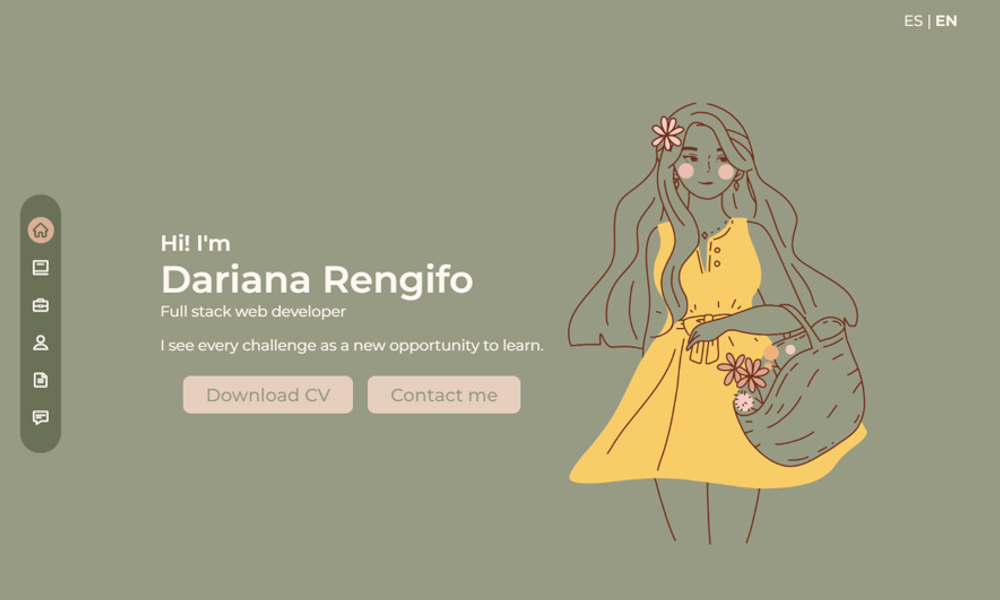 ES | EN
Hi! I'm
Dariana Rengifo
Full stack web developer
I see every challenge as a new opportunity to learn.
Download CV
Contact me